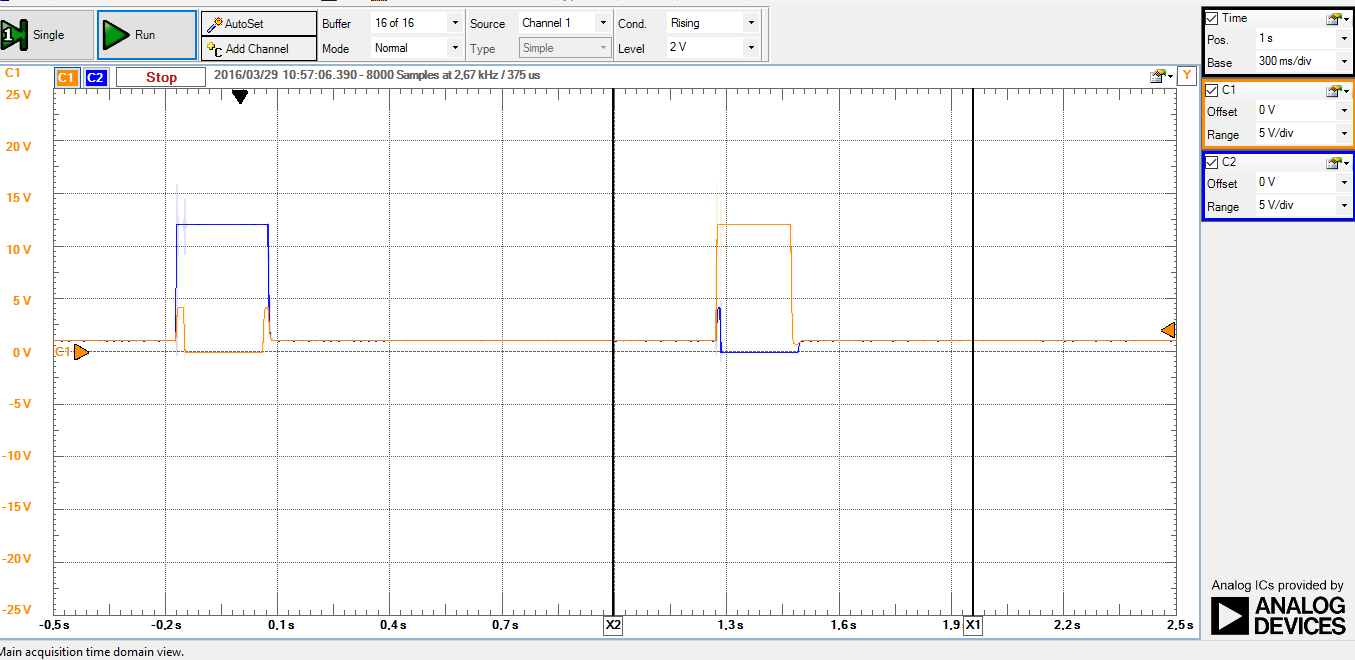 1 Single Run AutoSet Buffer 16 of 16 Source Channel 1 Cond. Rising
Add Channel Mode Normal Type Simple Level 2 V
C1 C1 C2 Stop 2016/03/29 10:57:06.390 - 8000 Samples at 2,67 kHz / 375 us Y
25 V
20 V
15 V
10 V
5 V
0 V
C1
-5 V
-10 V
-15 V
-20 V
-25 V
-0,5 s -0,2 s 0,1 s 0,4 s 0,7 s X2 1,3 s 1,6 s 1,9 X1 2,2 s 2,5 s
Time
Pos. 1 s
Base 300 ms/div
C1
Offset 0 V
Range 5 V/div
C2
Offset 0 V
Range 5 V/div
Analog ICs provided by
ANALOG
DEVICES
Main acquisition time domain view.